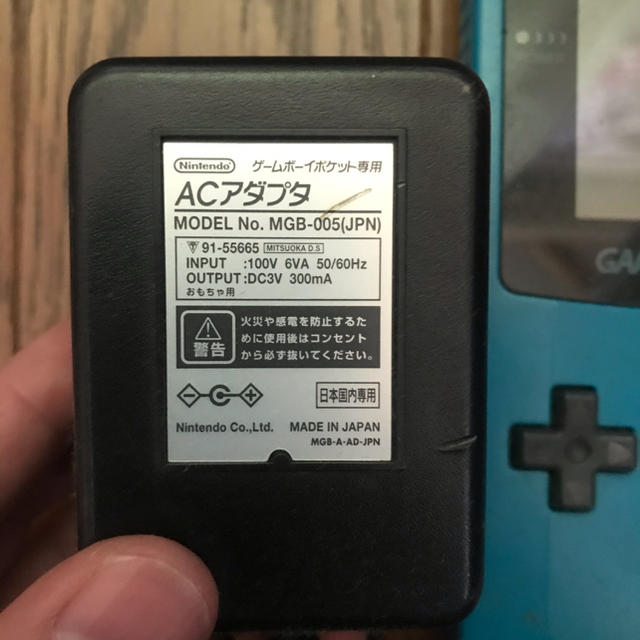 Nintendo ゲームボーイポケット専用
ACアダプタ
MODEL No. MGB-005(JPN)
91-55665 MITSUOKA D.S
INPUT :100V 6VA 50/60Hz
OUTPUT :DC3V 300mA
おもちゃ用
警告
火災や感電を防止するた
めに使用後はコンセント
から必ず抜いてください。
日本国内専用
Nintendo Co.,Ltd. MADE IN JAPAN
MGB-A-AD-JPN